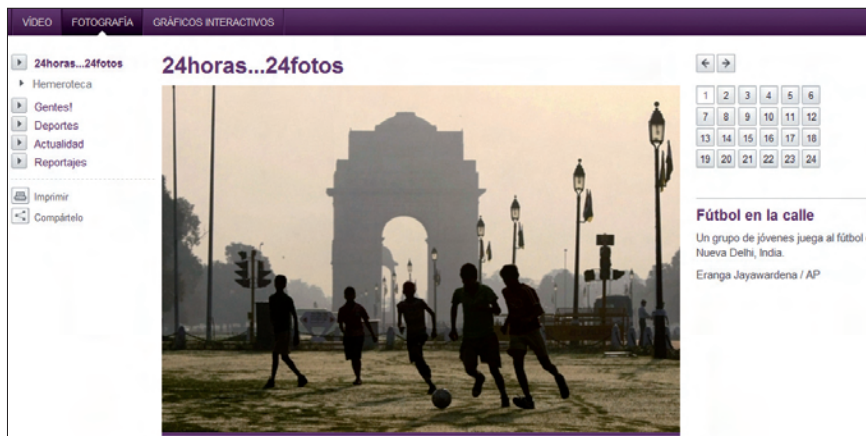 VÍDEO FOTOGRAFÍA GRÁFICOS INTERACTIVOS
24horas...24fotos
Hemeroteca
Gentes!
Deportes
Actualidad
Reportajes
Imprimir
Compártelo
24horas...24fotos
1 2 3 4 5 6
7 8 9 10 11 12
13 14 15 16 17 18
19 20 21 22 23 24
Fútbol en la calle
Un grupo de jóvenes juega al fútbol
Nueva Delhi, India.
Eranga Jayawardena / AP